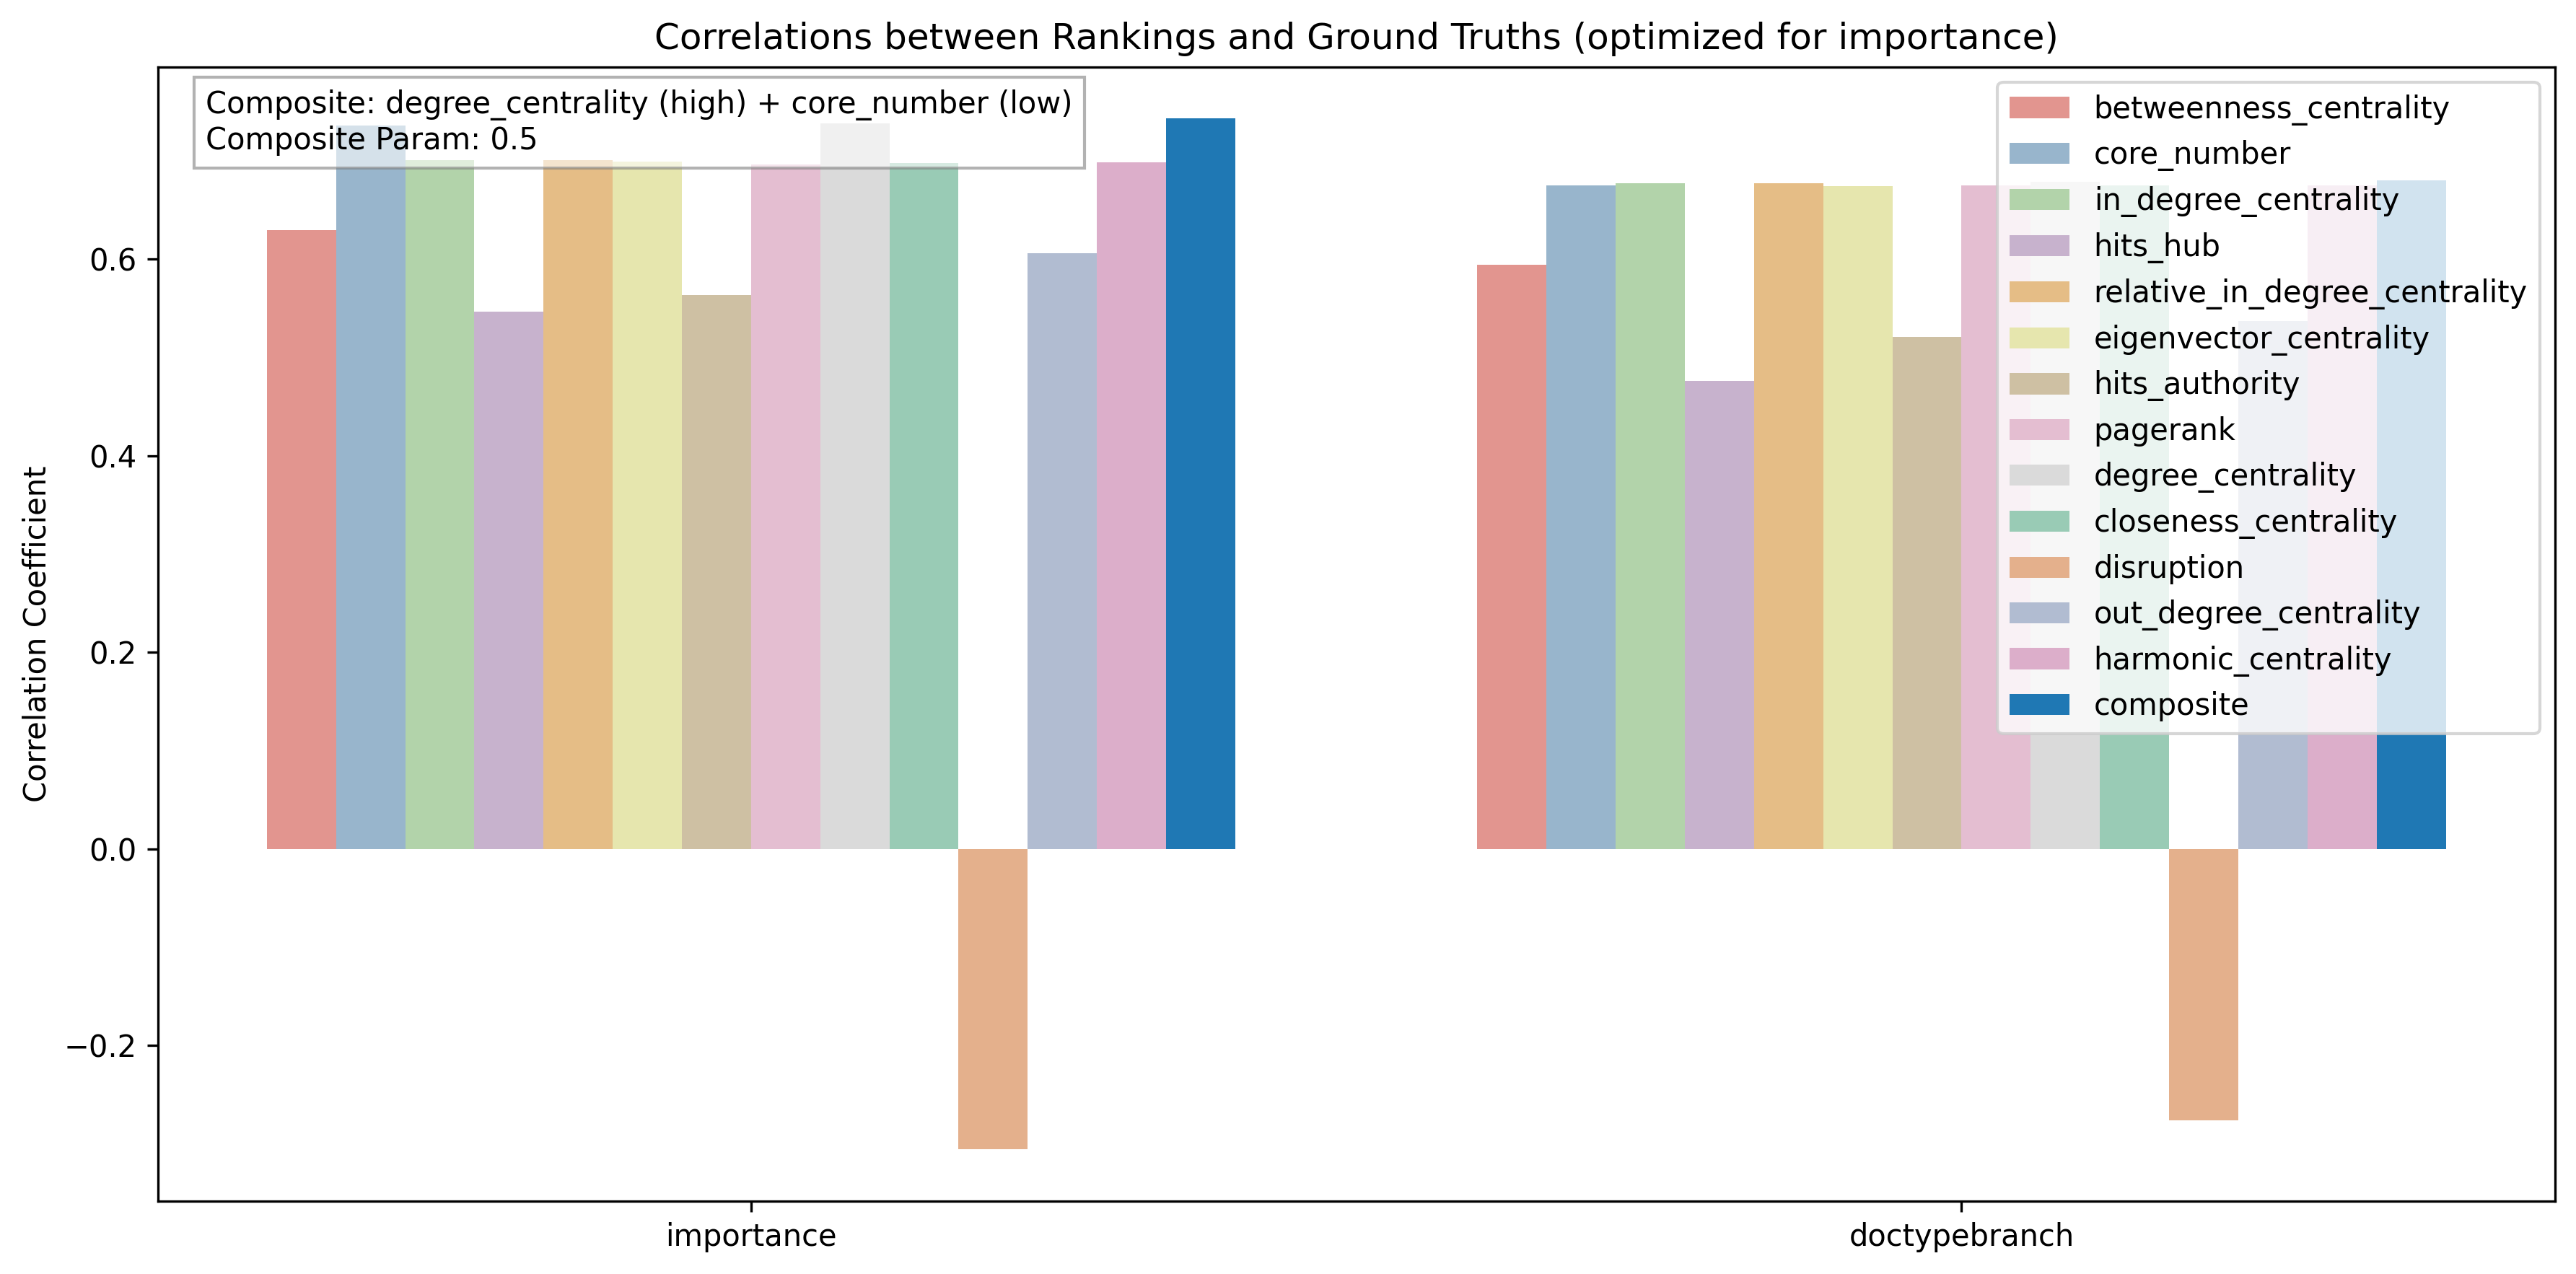 Correlations between Rankings and Ground Truths (optimized for importance)
Composite: degree_centrality (high) + core_number (low)
Composite Param: 0.5
betweenness_centrality
core_number
in_degree_centrality
hits_hub
relative_in_degree_centrality
eigenvector_centrality
hits_authority
pagerank
degree_centrality
closeness_centrality
disruption
out_degree_centrality
harmonic_centrality
composite
Correlation Coefficient
0.6
0.4
0.2
0.0
−0.2
importance
doctypebranch